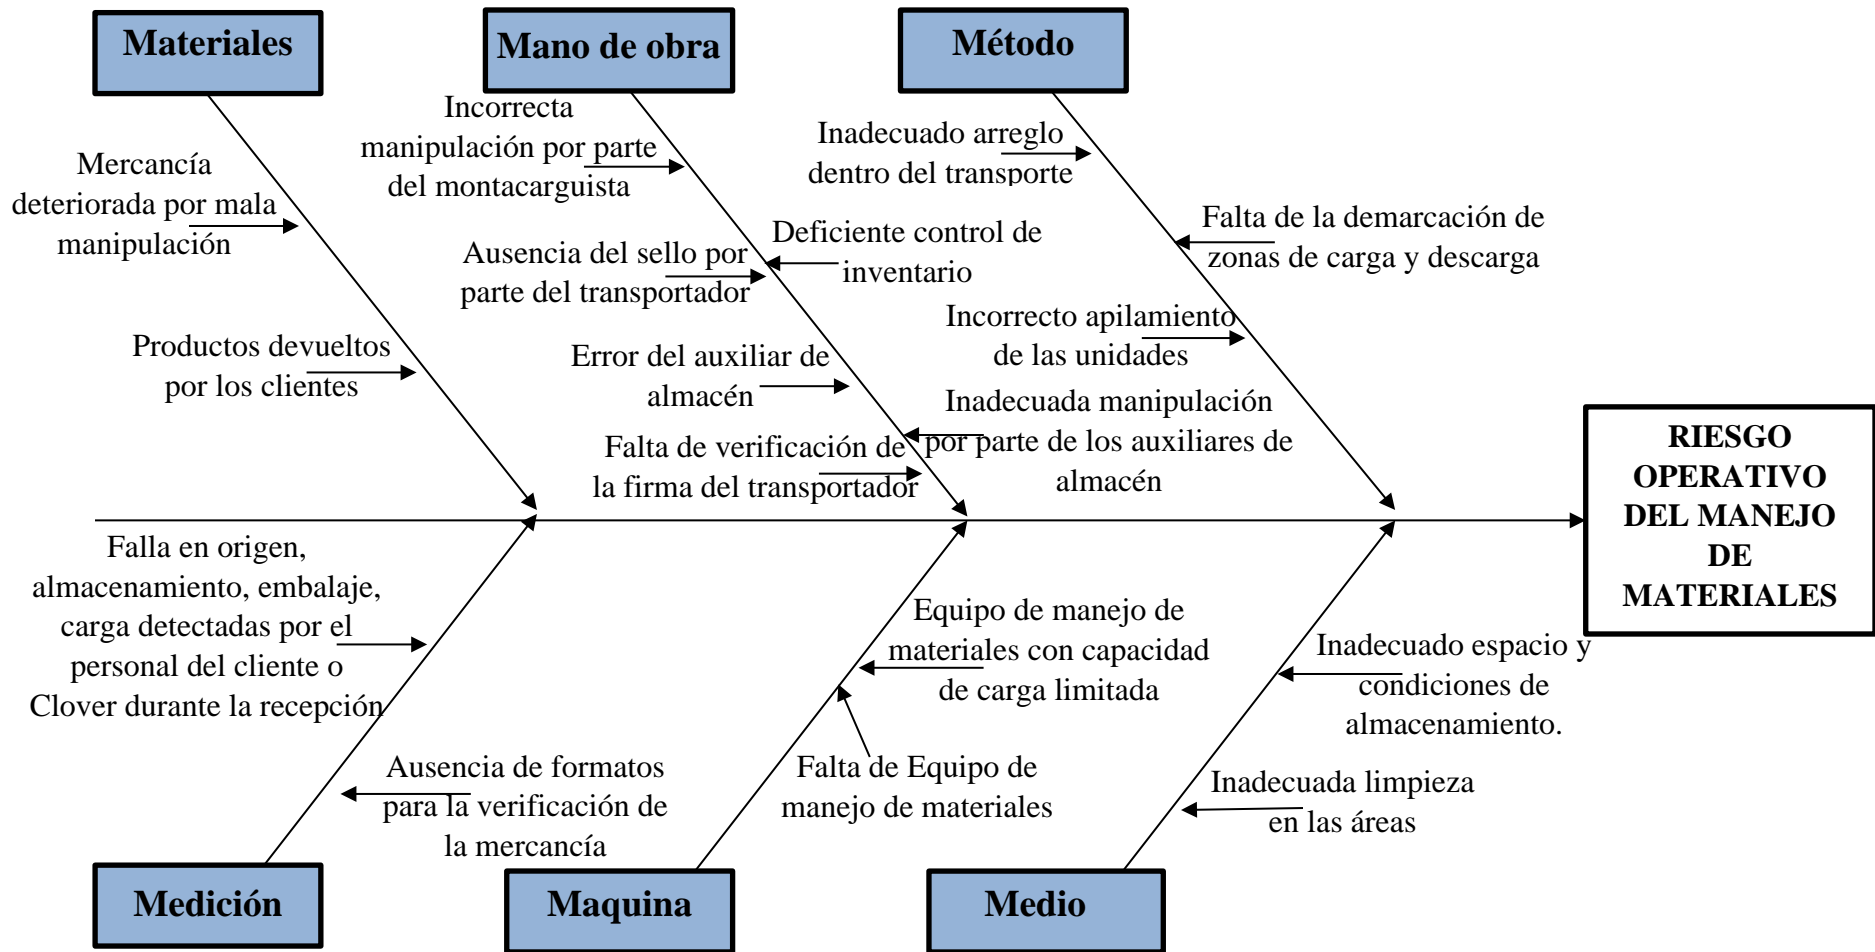 Materiales
Mano de obra
Método
Mercancía
deteriorada por mala
manipulación
Productos devueltos
por los clientes
Incorrecta
manipulación por parte
del montacarguista
Ausencia del sello por
parte del transportador
Deficiente control de
inventario
Error del auxiliar de
almacén
Falta de verificación de
la firma del transportador
Inadecuada manipulación
por parte de los auxiliares de
almacén
Inadecuado arreglo
dentro del transporte
Falta de la demarcación de
zonas de carga y descarga
Incorrecto apilamiento
de las unidades
RIESGO
OPERATIVO
DEL MANEJO
DE
MATERIALES
Falla en origen,
almacenamiento, embalaje,
carga detectadas por el
personal del cliente o
Clover durante la recepción
Ausencia de formatos
para la verificación de
la mercancía
Equipo de manejo de
materiales con capacidad
de carga limitada
Falta de Equipo de
manejo de materiales
Inadecuado espacio y
condiciones de
almacenamiento.
Inadecuada limpieza
en las áreas
Medición
Maquina
Medio